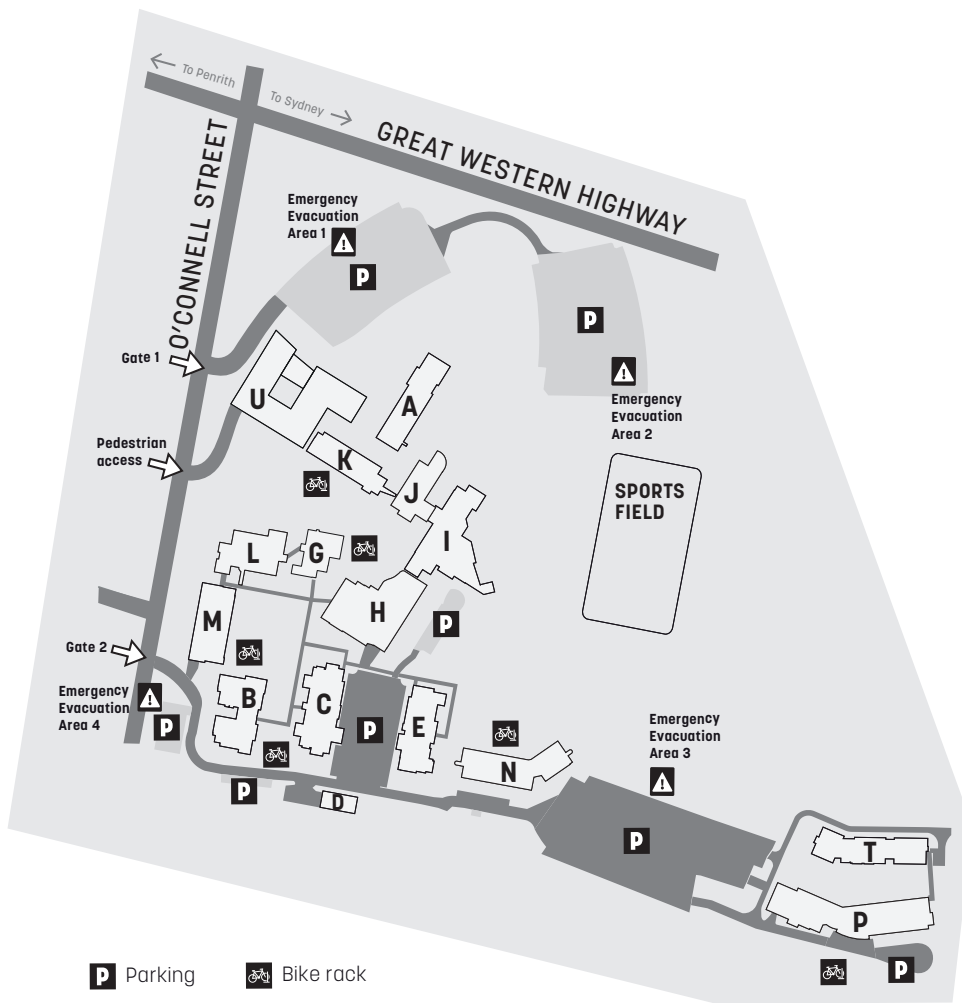 To Penrith
To Sydney
GREAT WESTERN HIGHWAY
O'CONNELL STREET
Emergency
Evacuation
Area 1
P
P
Emergency
Evacuation
Area 2
Gate 1
U
A
Pedestrian
access
K
J
SPORTS
FIELD
I
L
G
H
M
P
Gate 2
Emergency
Evacuation
Area 4
P
B
C
P
E
N
Emergency
Evacuation
Area 3
P
D
P
T
P
P
P Parking
Bike rack